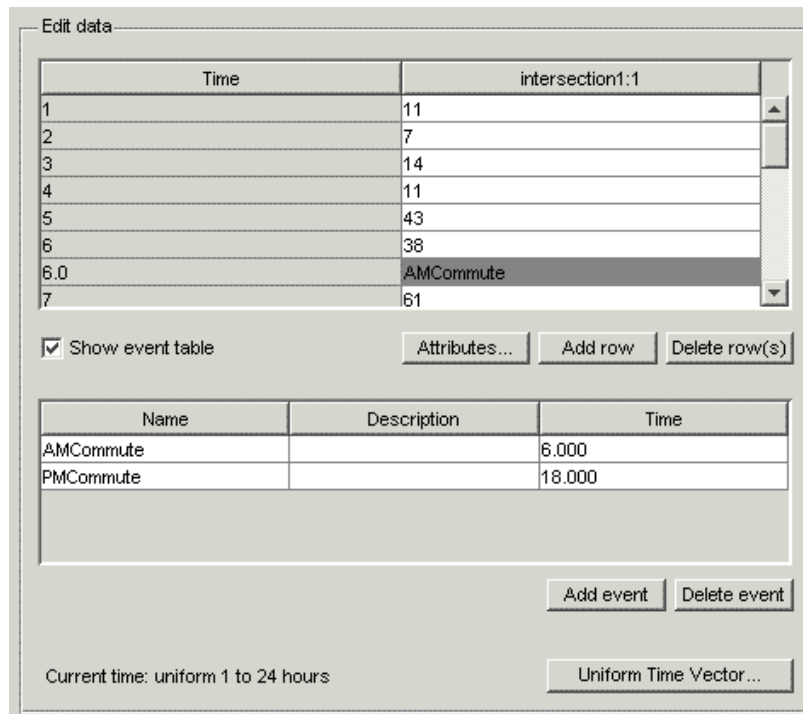 Edit data
Time intersection1:1
1 11
2 7
3 14
4 11
5 43
6 38
6.0 AMCommute
7 61
Show event table Attributes... Add row Delete row(s)
Name Description Time
AMCommute 6.000
PMCommute 18.000
Add event Delete event
Current time: uniform 1 to 24 hours Uniform Time Vector...